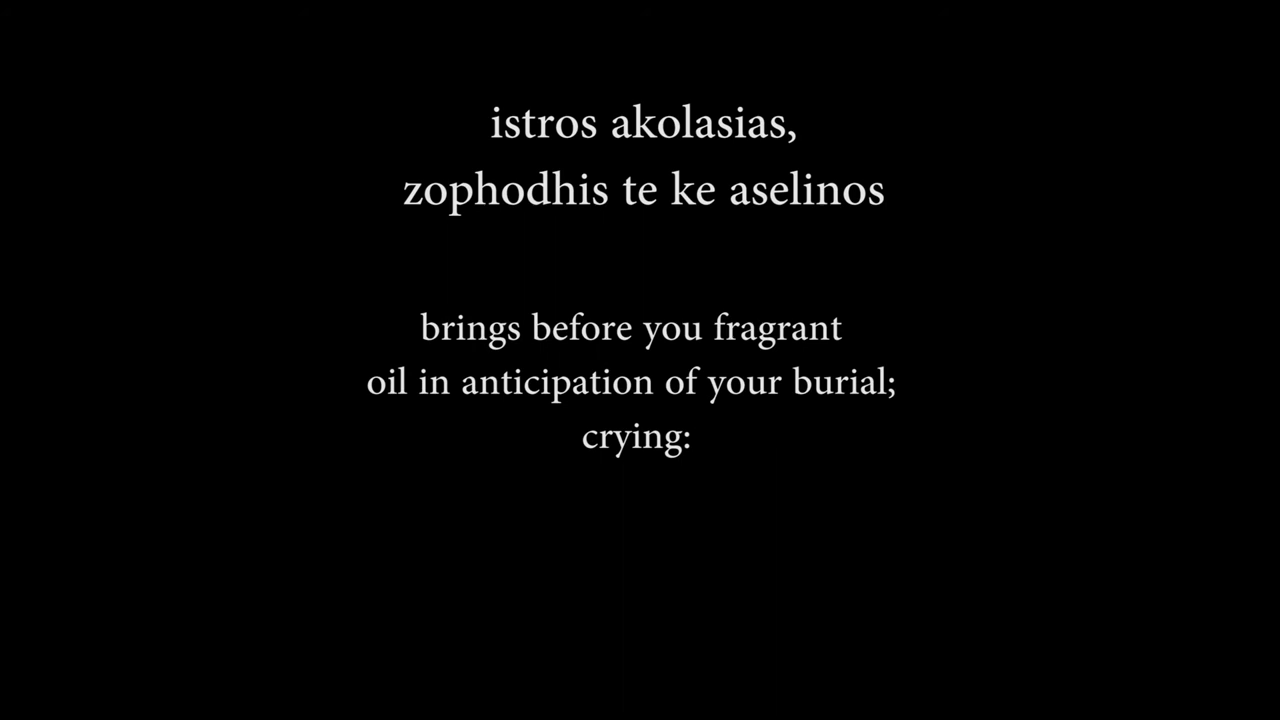 istros akolasias,
zophodhis te ke aselinos
brings before you fragrant
oil in anticipation of your burial;
crying: